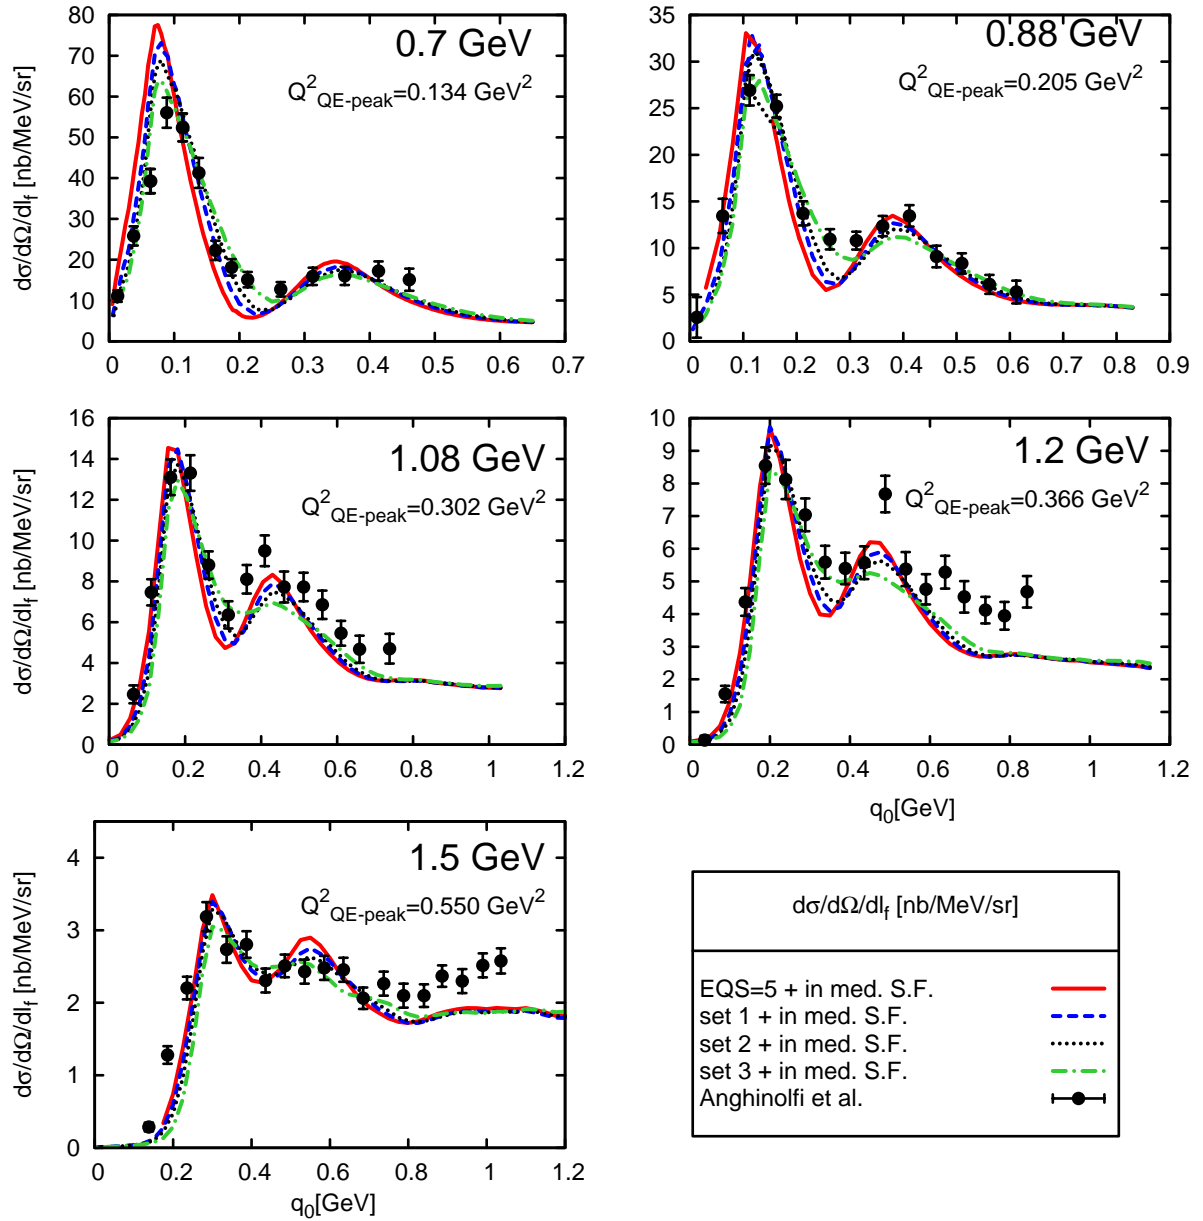 80
70
60
50
40
30
20
10
0
dσ/dΩ/dl_f [nb/MeV/sr]
0.7 GeV
Q²_QE-peak=0.134 GeV²
0 0.1 0.2 0.3 0.4 0.5 0.6 0.7
35
30
25
20
15
10
5
0
0.88 GeV
Q²_QE-peak=0.205 GeV²
0 0.1 0.2 0.3 0.4 0.5 0.6 0.7 0.8 0.9
16
14
12
10
8
6
4
2
0
dσ/dΩ/dl_f [nb/MeV/sr]
1.08 GeV
Q²_QE-peak=0.302 GeV²
0 0.2 0.4 0.6 0.8 1 1.2
10
9
8
7
6
5
4
3
2
1
0
1.2 GeV
Q²_QE-peak=0.366 GeV²
0 0.2 0.4 0.6 0.8 1 1.2
q₀[GeV]
4
3
2
1
0
dσ/dΩ/dl_f [nb/MeV/sr]
1.5 GeV
Q²_QE-peak=0.550 GeV²
0 0.2 0.4 0.6 0.8 1 1.2
q₀[GeV]
dσ/dΩ/dl_f [nb/MeV/sr]
EQS=5 + in med. S.F.
set 1 + in med. S.F.
set 2 + in med. S.F.
set 3 + in med. S.F.
Anghinolfi et al.